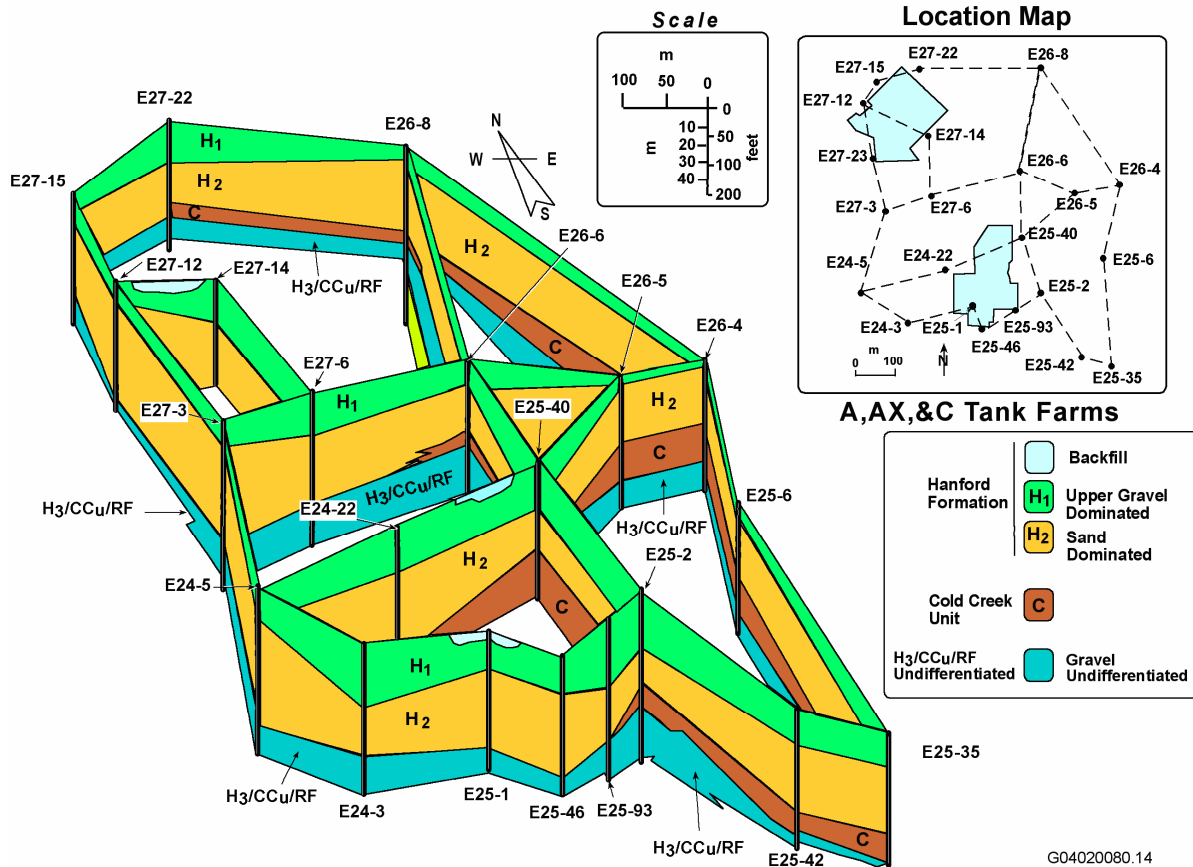 Scale
m
100 50 0
0
10
20
30
40
m
50
100
200
feet
Location Map
E27-22
E26-8
E27-15
E27-12
E27-14
E27-23
E26-6
E26-4
E26-5
E27-3
E27-6
E25-40
E24-22
E24-5
E25-6
E25-2
E24-3
E25-1
E25-93
E25-46
E25-42
E25-35
m
0 100
N
A,AX,&C Tank Farms
Hanford
Formation
Backfill
H1 Upper Gravel
Dominated
H2 Sand
Dominated
Cold Creek
Unit
C
H3/CCu/RF
Undifferentiated
Gravel
Undifferentiated
N
W E
S
E27-22
E26-8
E27-15
H1
H2
C
H3/CCu/RF
E27-12
E27-14
H2
C
E26-6
E26-5
E26-4
E27-6
E27-3
H1
E25-40
H2
C
H3/CCu/RF
H3/CCu/RF
E24-22
H3/CCu/RF
E25-6
E24-5
H2
C
E25-2
H1
H2
H3/CCu/RF
E24-3
E25-1
E25-46
E25-93
H3/CCu/RF
E25-42
E25-35
C
G04020080.14